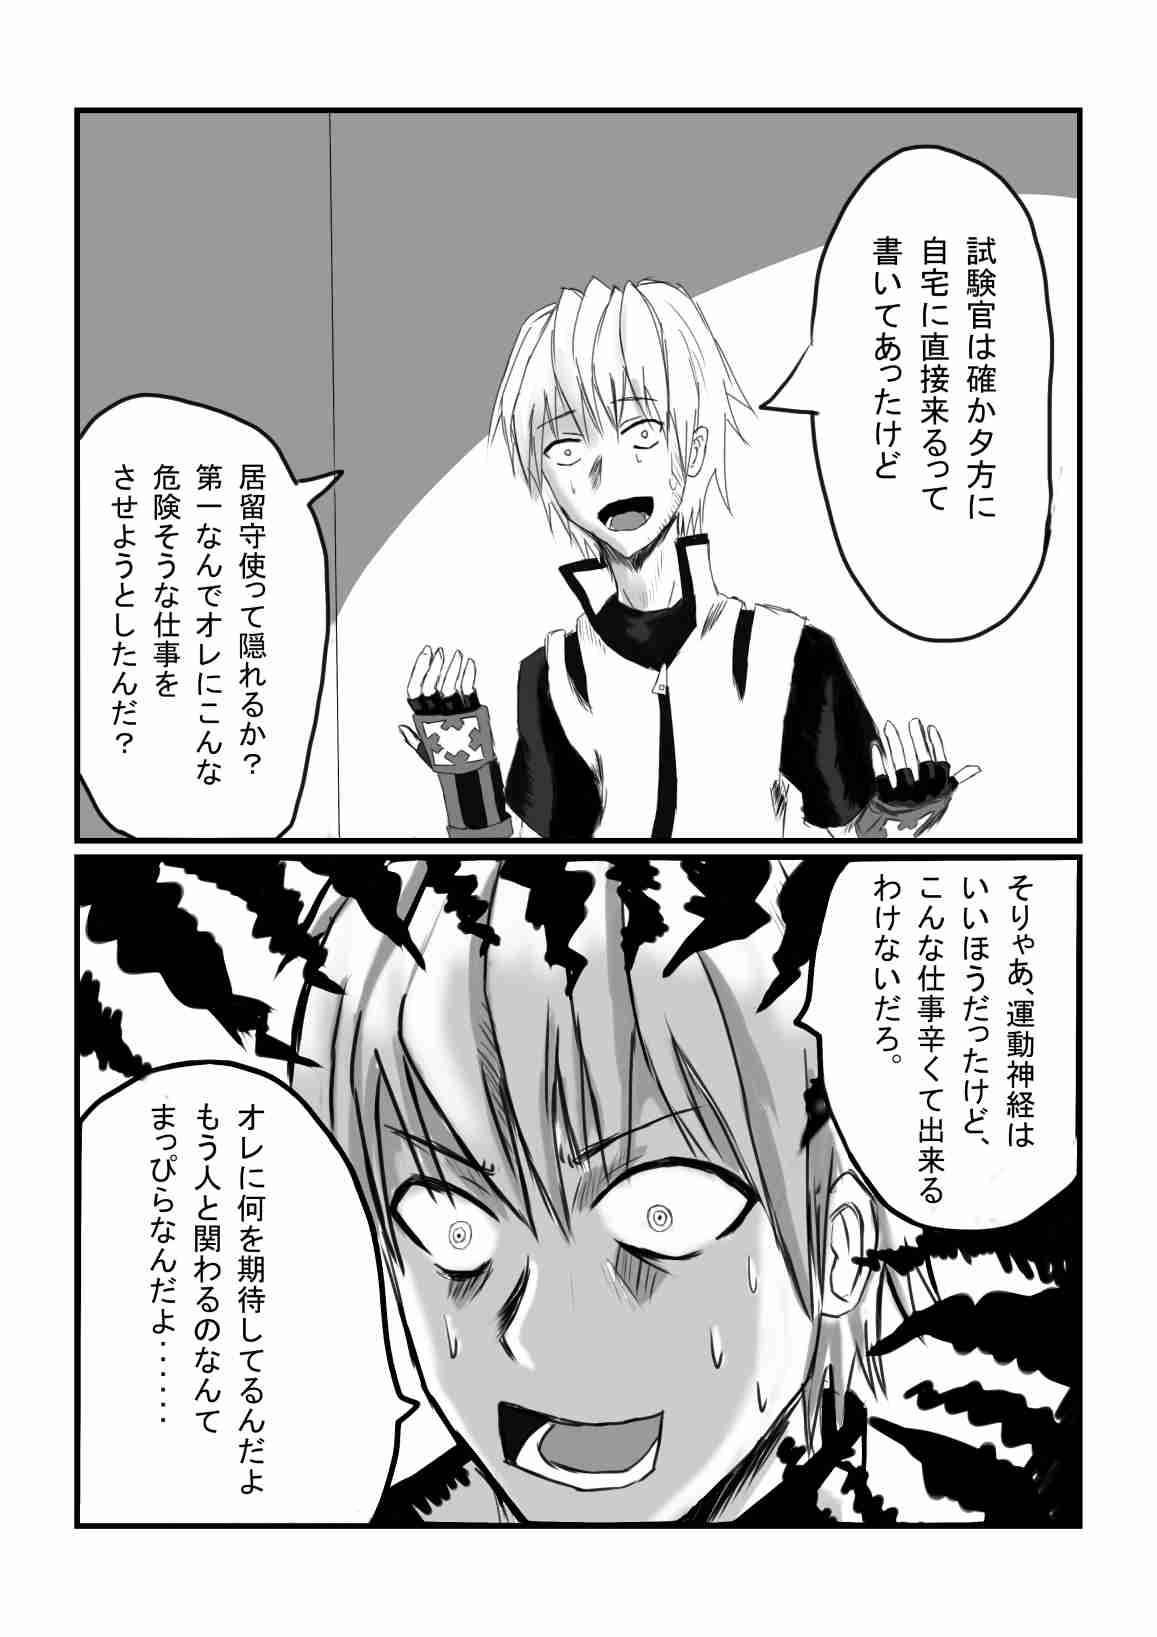 試験官は確か夕方に
自宅に直接来るって
書いてあったけど
居留守使って隠れるか？
第一なんでオレにこんな
危険そうな仕事を
させようとしたんだ？
そりゃあ、運動神経は
いいほうだったけど、
こんな仕事辛くて出来る
わけないだろ。
オレに何を期待してるんだよ
もう人と関わるのなんて
まっぴらなんだよ・・・・・